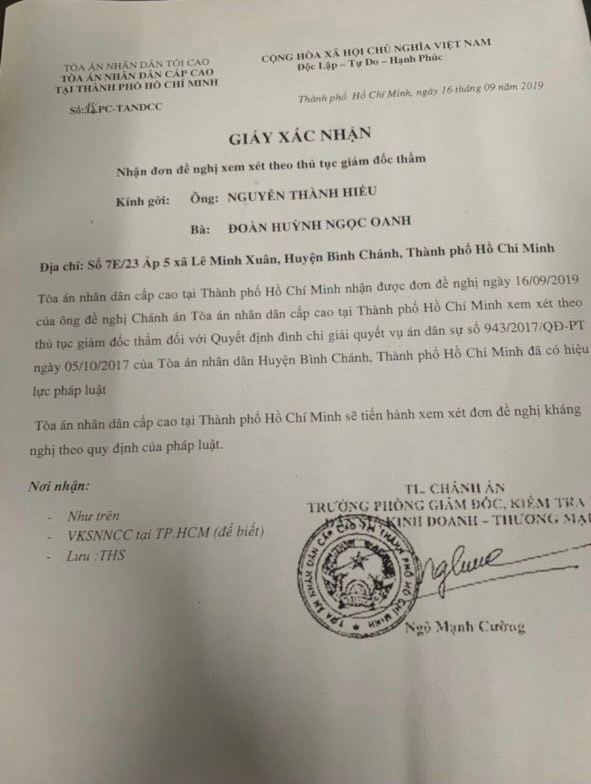 TÒA ÁN NHÂN DÂN TỐI CAO
TÒA ÁN NHÂN DÂN CẤP CAO
TẠI THÀNH PHỐ HỒ CHÍ MINH
Số: PC-TANDCC
CỘNG HÒA XÃ HỘI CHỦ NGHĨA VIỆT NAM
Độc Lập – Tự Do – Hạnh Phúc
Thành phố Hồ Chí Minh, ngày 16 tháng 09 năm 2019
GIẤY XÁC NHẬN
Nhận đơn đề nghị xem xét theo thủ tục giám đốc thẩm
Kính gởi: Ông: NGUYỄN THÀNH HIẾU
Bà: ĐOÀN HUỲNH NGỌC OANH
Địa chỉ: Số 7E/23 Ấp 5 xã Lê Minh Xuân, Huyện Bình Chánh, Thành phố Hồ Chí Minh
Tòa án nhân dân cấp cao tại Thành phố Hồ Chí Minh nhận được đơn đề nghị ngày 16/09/2019
của ông đề nghị Chánh án Tòa án nhân dân cấp cao tại Thành phố Hồ Chí Minh xem xét theo
thủ tục giám đốc thẩm đối với Quyết định đình chỉ giải quyết vụ án dân sự số 943/2017/QĐ-PT
ngày 05/10/2017 của Tòa án nhân dân Huyện Bình Chánh, Thành phố Hồ Chí Minh đã có hiệu
lực pháp luật
Tòa án nhân dân cấp cao tại Thành phố Hồ Chí Minh sẽ tiến hành xem xét đơn đề nghị kháng
nghị theo quy định của pháp luật.
Nơi nhận:
- Như trên
- VKSNNCC tại TP.HCM (để biết)
- Lưu :THS
TL. CHÁNH ÁN
TRƯỞNG PHÒNG GIÁM ĐỐC, KIỂM TRA
KINH DOANH – THƯƠNG MẠI
TÒA ÁN NHÂN DÂN CẤP CAO TẠI THÀNH PHỐ HỒ CHÍ MINH
Ngô Mạnh Cường